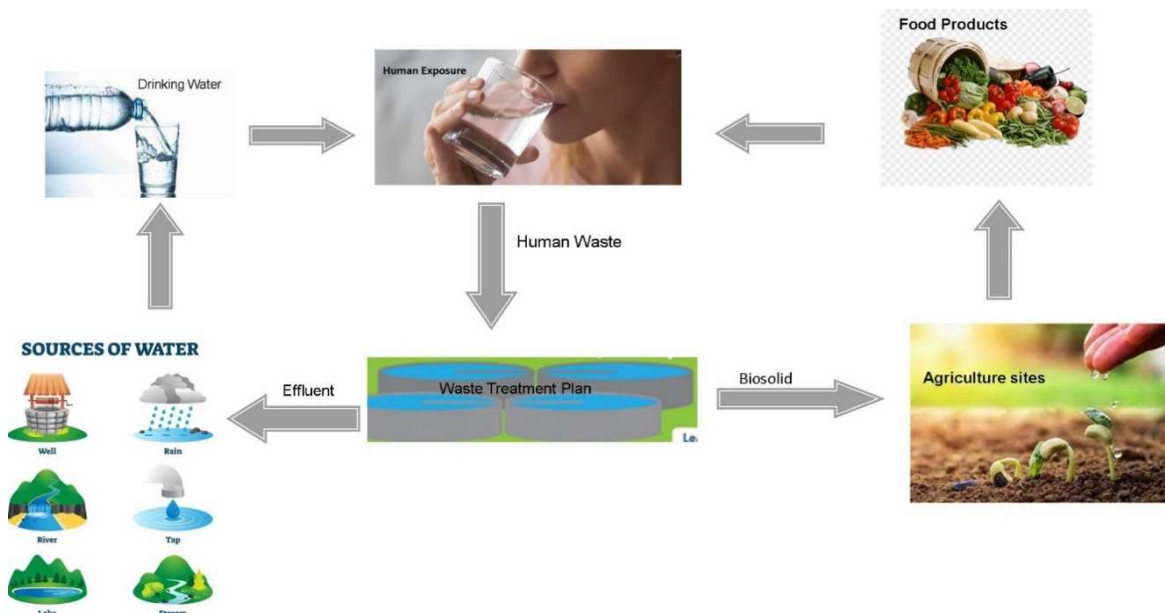 Food Products
Drinking Water
Human Exposure
Human Waste
SOURCES OF WATER
Effluent
Waste Treatment Plan
Biosolid
Agriculture sites
Well
Rain
River
Tap